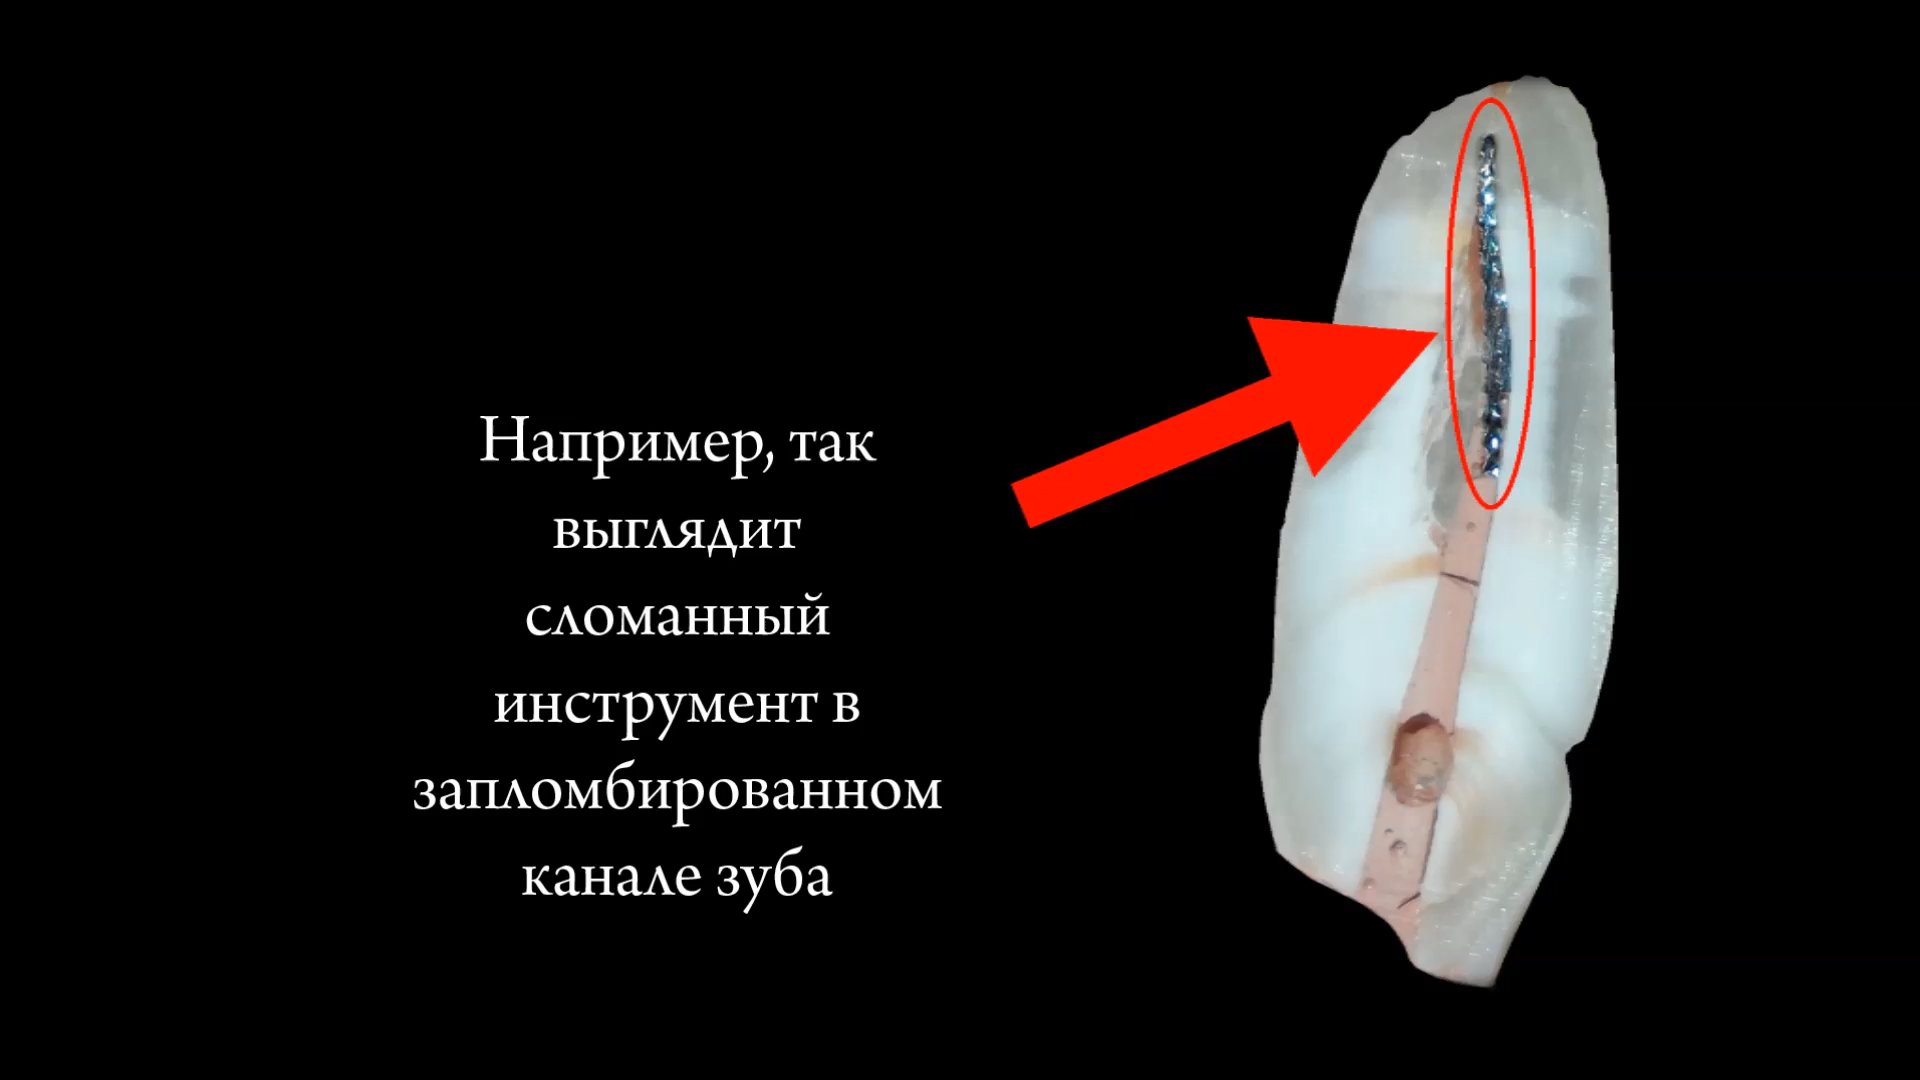 Например, так
выглядит
сломанный
инструмент в
запломбированном
канале зуба